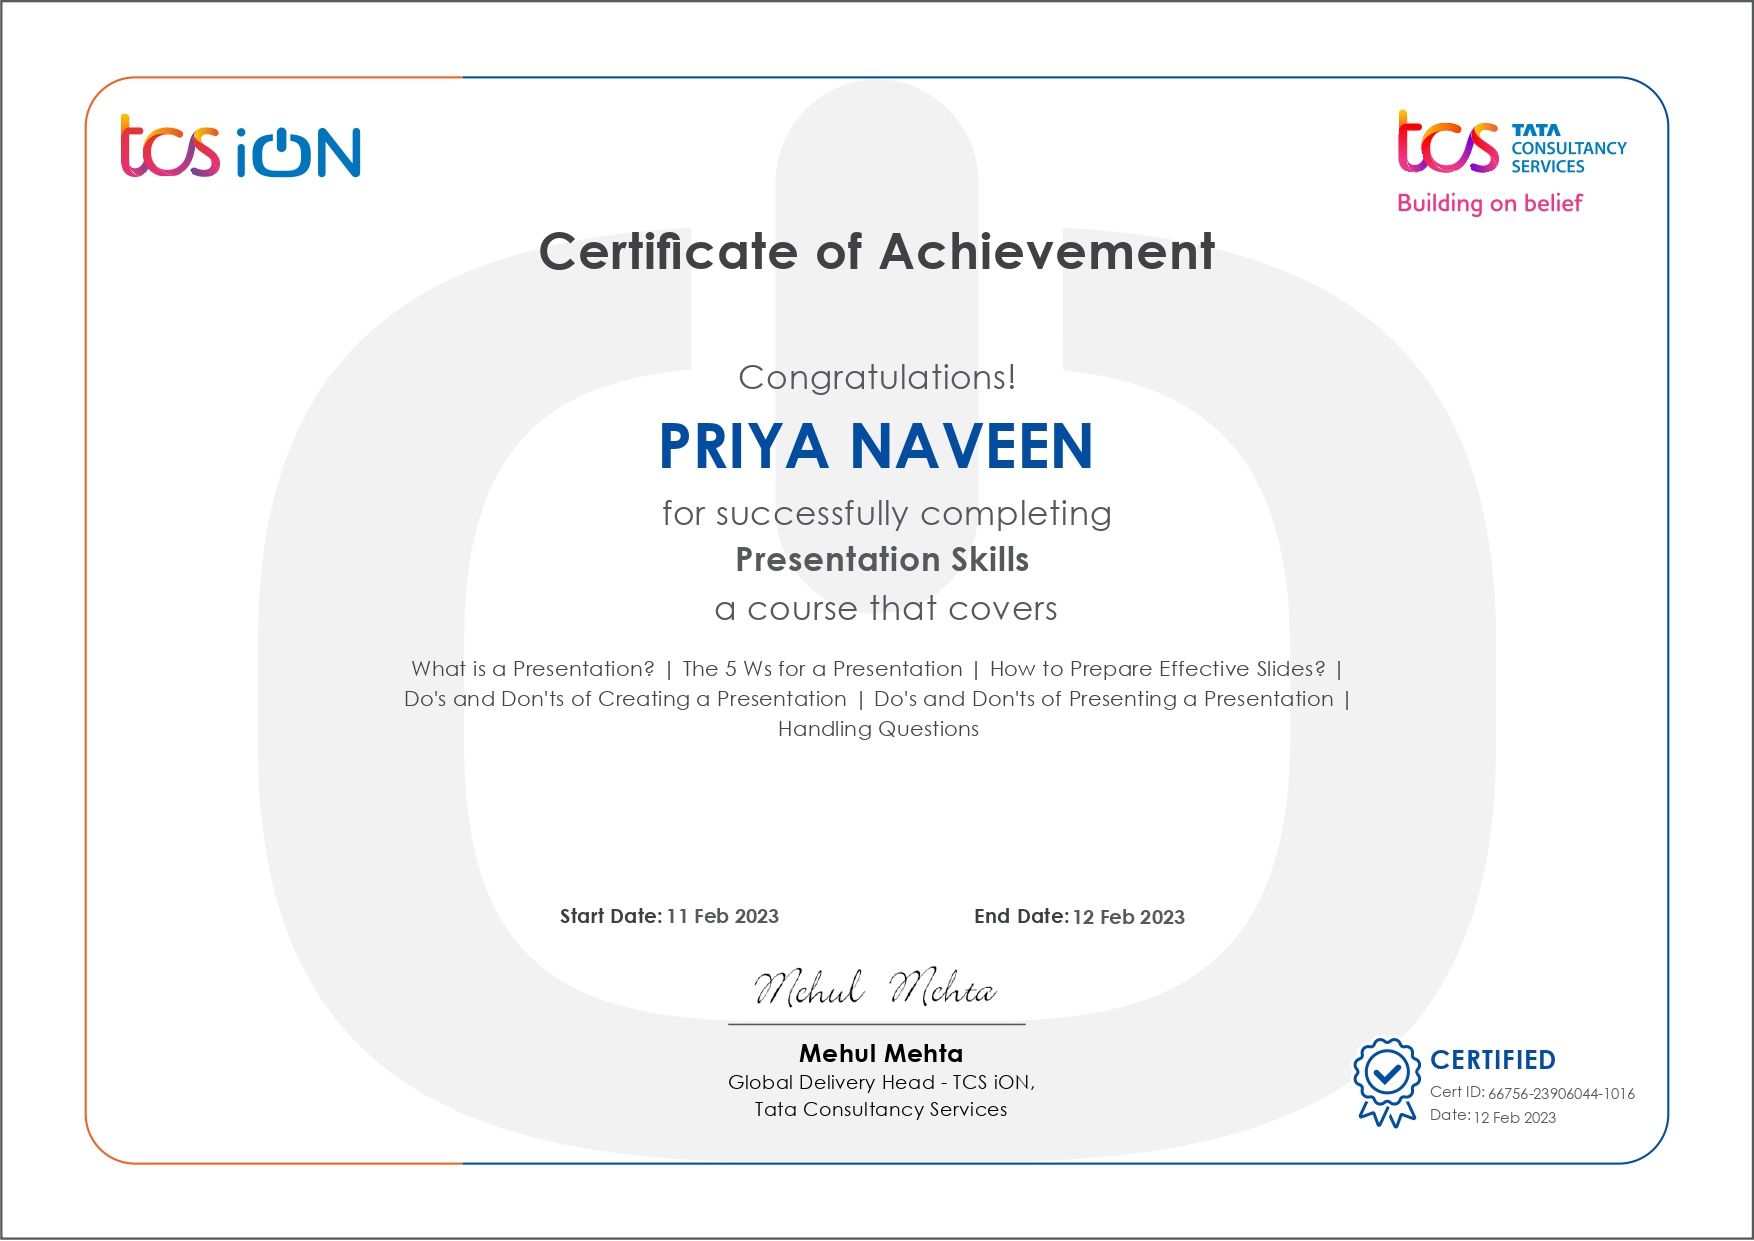 tcs iON
tcs TATA
CONSULTANCY
SERVICES
Building on belief
Certificate of Achievement
Congratulations!
PRIYA NAVEEN
for successfully completing
Presentation Skills
a course that covers
What is a Presentation? | The 5 Ws for a Presentation | How to Prepare Effective Slides? |
Do's and Don'ts of Creating a Presentation | Do's and Don'ts of Presenting a Presentation |
Handling Questions
Start Date: 11 Feb 2023 End Date: 12 Feb 2023
Mehul Mehta
Mehul Mehta
Global Delivery Head - TCS iON,
Tata Consultancy Services
CERTIFIED
Cert ID: 66756-23906044-1016
Date: 12 Feb 2023